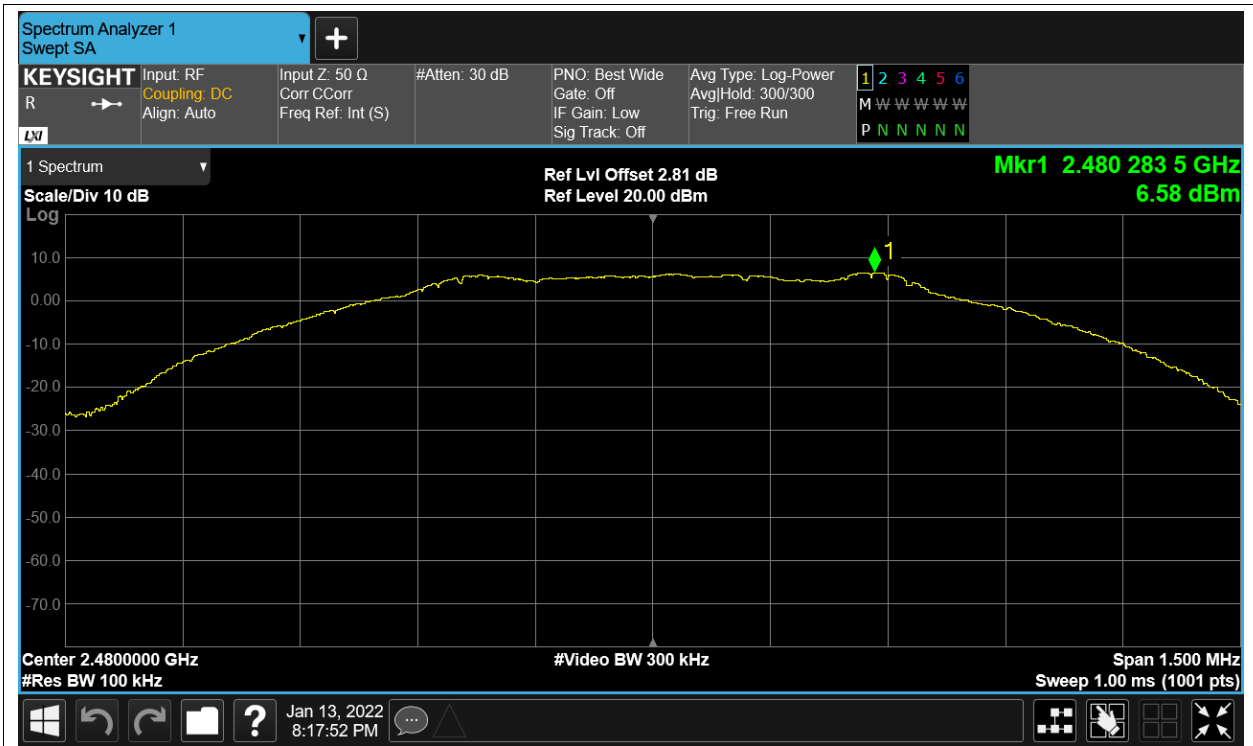 Spectrum Analyzer 1
Swept SA
KEYSIGHT
R
LXI
Input: RF
Coupling: DC
Align: Auto
Input Z: 50 Ω
Corr CCorr
Freq Ref: Int (S)
#Atten: 30 dB
PNO: Best Wide
Gate: Off
IF Gain: Low
Sig Track: Off
Avg Type: Log-Power
Avg|Hold: 300/300
Trig: Free Run
1 2 3 4 5 6
M W W W W W
P N N N N N
1 Spectrum
Scale/Div 10 dB
Log
Ref Lvl Offset 2.81 dB
Ref Level 20.00 dBm
Mkr1 2.480 283 5 GHz
6.58 dBm
1
10.0
0.00
-10.0
-20.0
-30.0
-40.0
-50.0
-60.0
-70.0
Center 2.4800000 GHz
#Res BW 100 kHz
#Video BW 300 kHz
Span 1.500 MHz
Sweep 1.00 ms (1001 pts)
?
Jan 13, 2022
8:17:52 PM